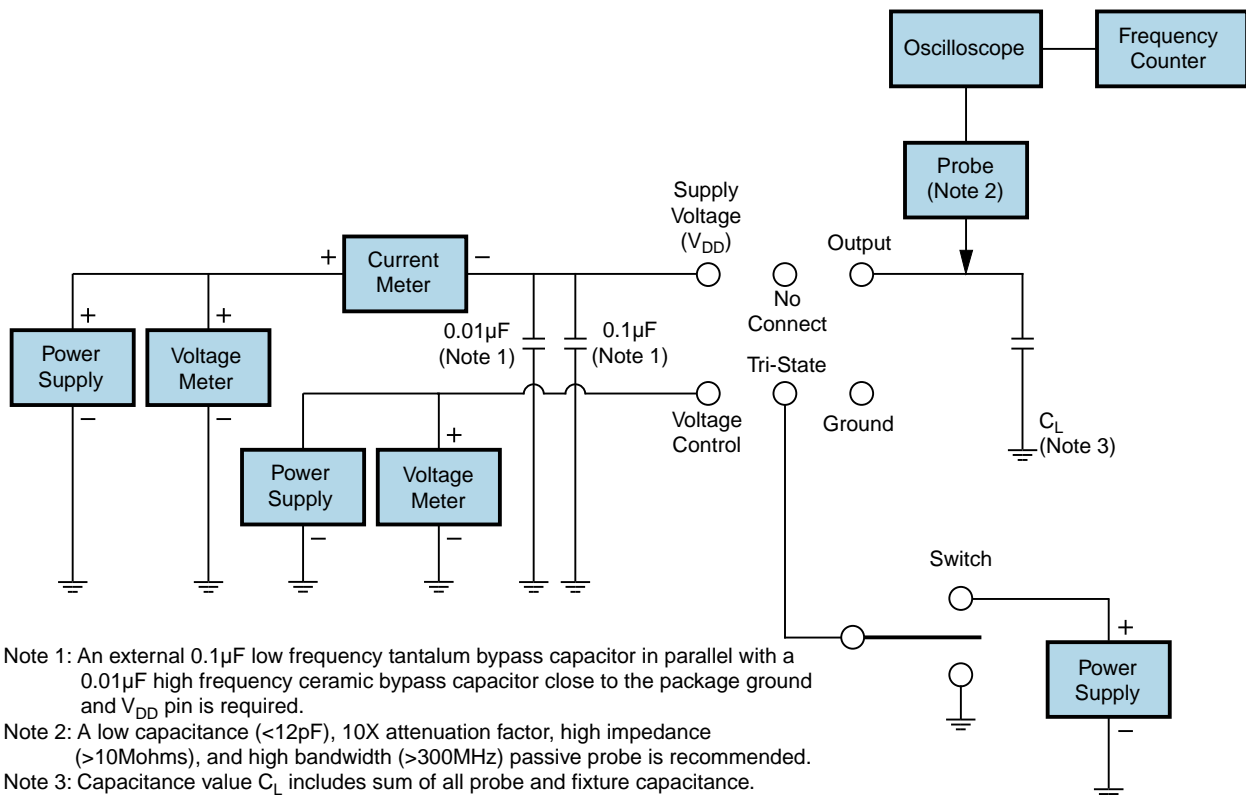 Oscilloscope
Frequency
Counter
Probe
(Note 2)
Supply
Voltage
(V_DD)
Output
+
Current
Meter
−
No
Connect
+
Power
Supply
−
+
Voltage
Meter
−
0.01µF
(Note 1)
0.1µF
(Note 1)
Tri-State
Voltage
Control
Ground
C_L
(Note 3)
Power
Supply
−
+
Voltage
Meter
−
Switch
+
Power
Supply
−
Note 1: An external 0.1µF low frequency tantalum bypass capacitor in parallel with a
0.01µF high frequency ceramic bypass capacitor close to the package ground
and V_DD pin is required.
Note 2: A low capacitance (<12pF), 10X attenuation factor, high impedance
(>10Mohms), and high bandwidth (>300MHz) passive probe is recommended.
Note 3: Capacitance value C_L includes sum of all probe and fixture capacitance.